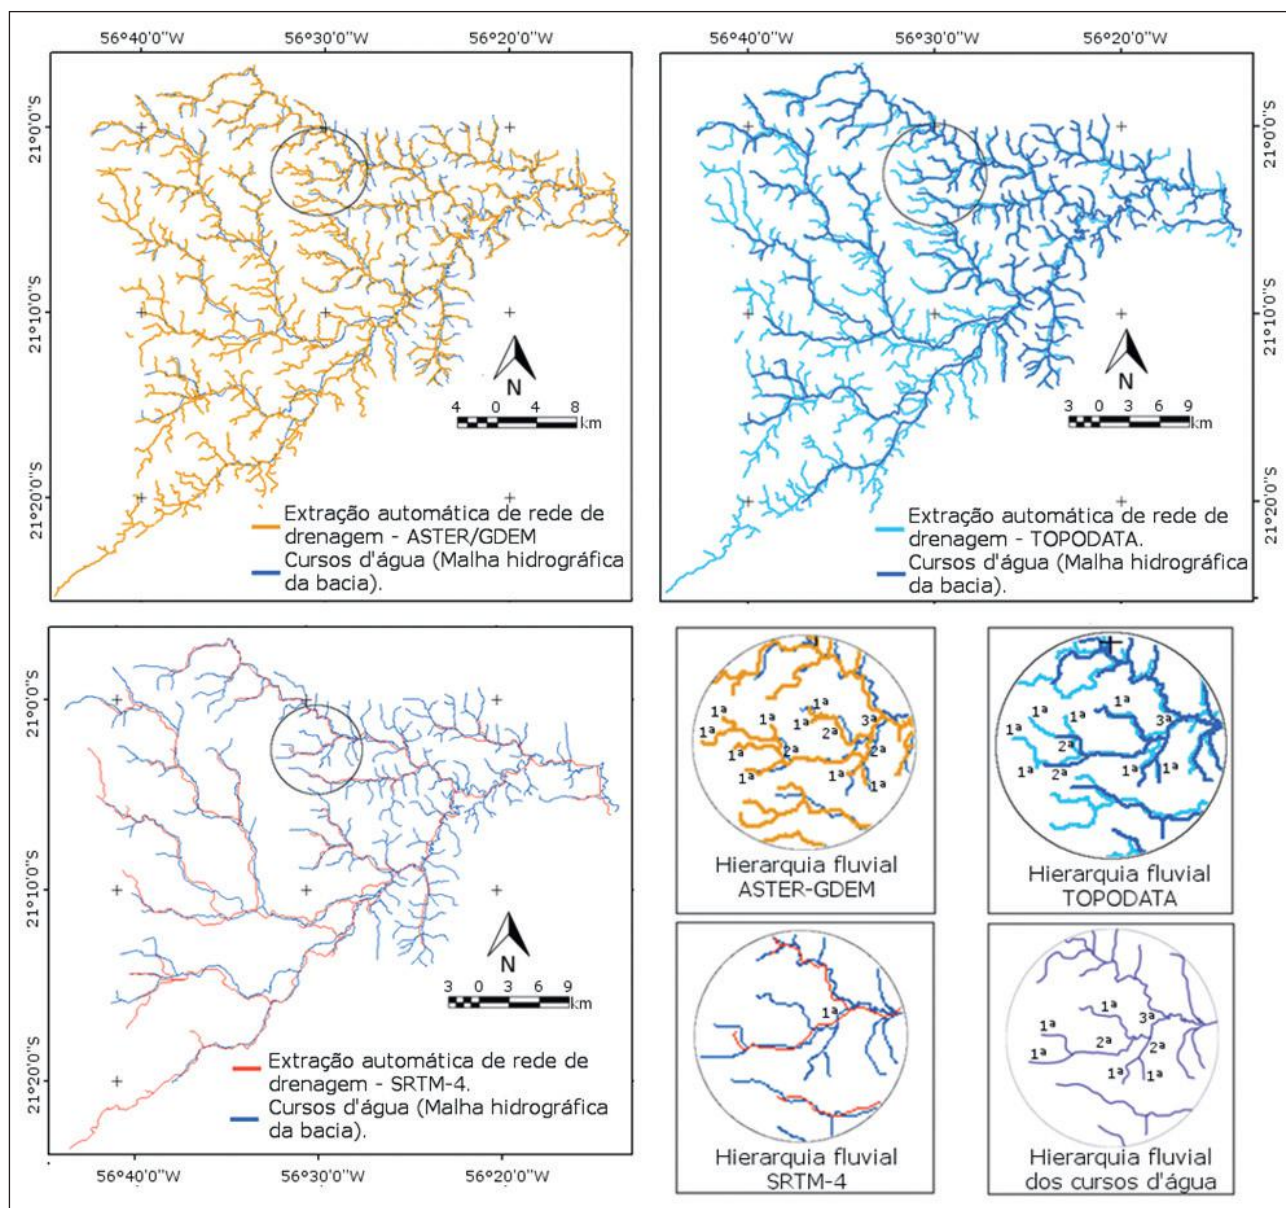 56°40'0"W
56°30'0"W
56°20'0"W
21°0'0"S
21°10'0"S
21°20'0"S
N
4 0 4 8
km
Extração automática de rede de
drenagem - ASTER/GDEM
Cursos d'água (Malha hidrográfica
da bacia).
56°40'0"W
56°30'0"W
56°20'0"W
21°0'0"S
21°10'0"S
21°20'0"S
N
3 0 3 6 9
km
Extração automática de rede de
drenagem - TOPODATA.
Cursos d'água (Malha hidrográfica
da bacia).
21°0'0"S
21°10'0"S
21°20'0"S
N
3 0 3 6 9
km
Extração automática de rede de
drenagem - SRTM-4.
Cursos d'água (Malha hidrográfica
da bacia).
56°40'0"W
56°30'0"W
56°20'0"W
1ª
1ª
1ª
1ª
1ª
3ª
2ª
1ª
2ª
2ª
1ª
1ª
1ª
Hierarquia fluvial
ASTER-GDEM
1ª
1ª
1ª
1ª
3ª
2ª
1ª
2ª
1ª
1ª
Hierarquia fluvial
TOPODATA
1ª
Hierarquia fluvial
SRTM-4
1ª
1ª
3ª
2ª
2ª
1ª
1ª
1ª
Hierarquia fluvial
dos cursos d'água